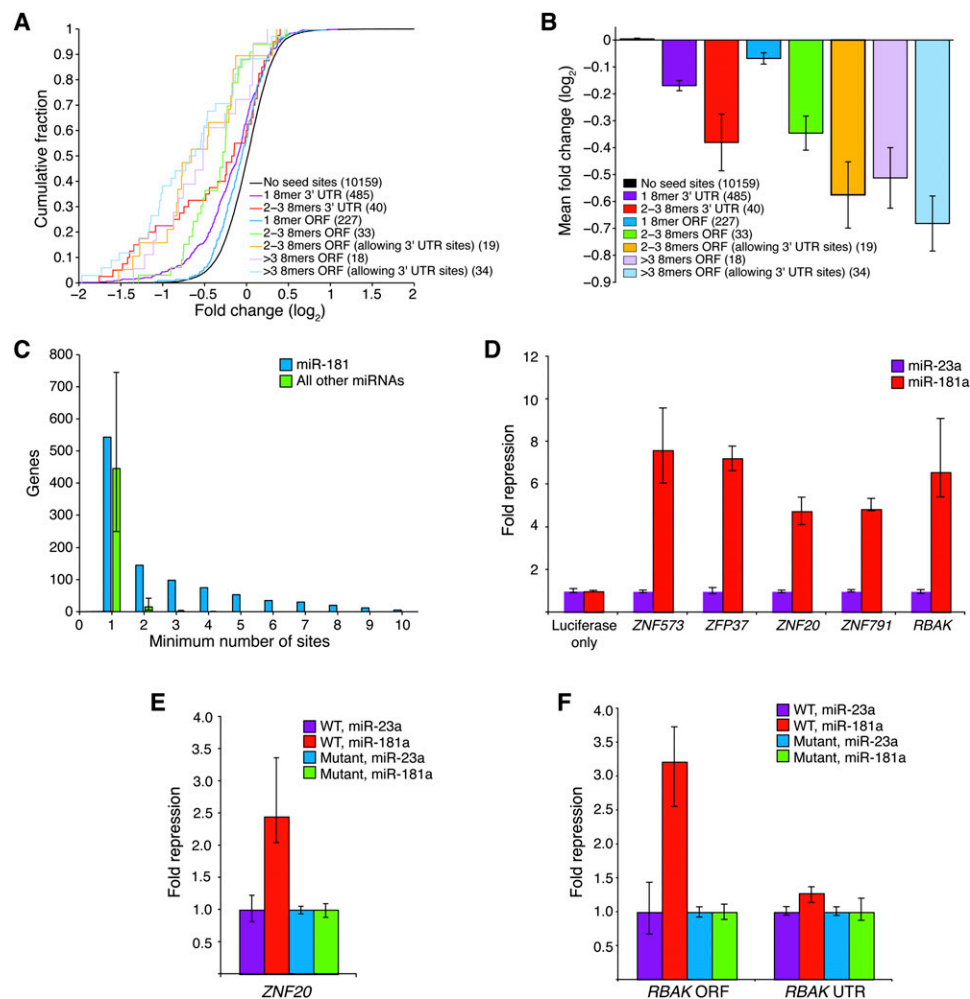 A
Cumulative fraction
1
0.9
0.8
0.7
0.6
0.5
0.4
0.3
0.2
0.1
0
No seed sites (10159)
1 8mer 3' UTR (485)
2–3 8mers 3' UTR (40)
1 8mer ORF (227)
2–3 8mers ORF (33)
2–3 8mers ORF (allowing 3' UTR sites) (19)
>3 8mers ORF (18)
>3 8mers ORF (allowing 3' UTR sites) (34)
−2 −1.5 −1 −0.5 0 0.5 1 1.5 2
Fold change (log2)
B
Mean fold change (log2)
0
−0.1
−0.2
−0.3
−0.4
−0.5
−0.6
−0.7
−0.8
−0.9
No seed sites (10159)
1 8mer 3' UTR (485)
2–3 8mers 3' UTR (40)
1 8mer ORF (227)
2–3 8mers ORF (33)
2–3 8mers ORF (allowing 3' UTR sites) (19)
>3 8mers ORF (18)
>3 8mers ORF (allowing 3' UTR sites) (34)
C
Genes
800
700
600
500
400
300
200
100
0
miR-181
All other miRNAs
1 2 3 4 5 6 7 8 9 10
Minimum number of sites
D
Fold repression
12
10
8
6
4
2
miR-23a
miR-181a
Luciferase only
ZNF573
ZFP37
ZNF20
ZNF791
RBAK
E
Fold repression
4.0
3.5
3.0
2.5
2.0
1.5
1.0
0.5
WT, miR-23a
WT, miR-181a
Mutant, miR-23a
Mutant, miR-181a
ZNF20
F
Fold repression
4.0
3.5
3.0
2.5
2.0
1.5
1.0
0.5
WT, miR-23a
WT, miR-181a
Mutant, miR-23a
Mutant, miR-181a
RBAK ORF
RBAK UTR